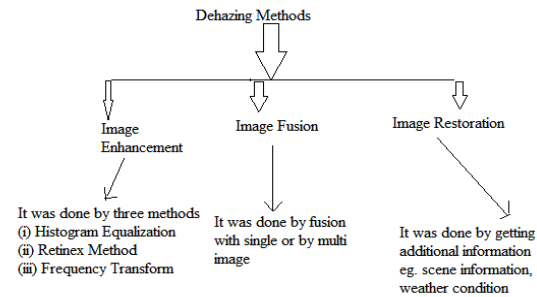 Dehazing Methods
Image
Enhancement
Image Fusion
Image Restoration
It was done by three methods
(i) Histogram Equalization
(ii) Retinex Method
(iii) Frequency Transform
It was done by fusion
with single or by multi
image
It was done by getting
additional information
eg. scene information,
weather condition